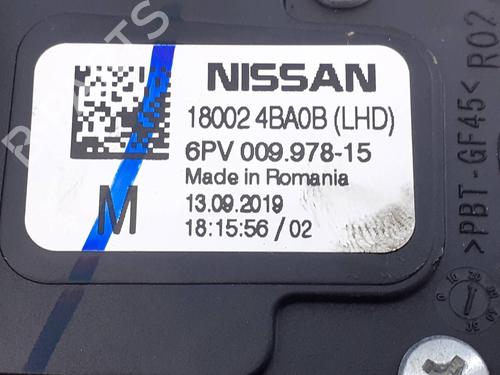 NISSAN
18002 4BA0B (LHD)
6PV 009.978-15
Made in Romania
M
13.09.2019
18:15:56 / 02
>PBT-GF45< R02